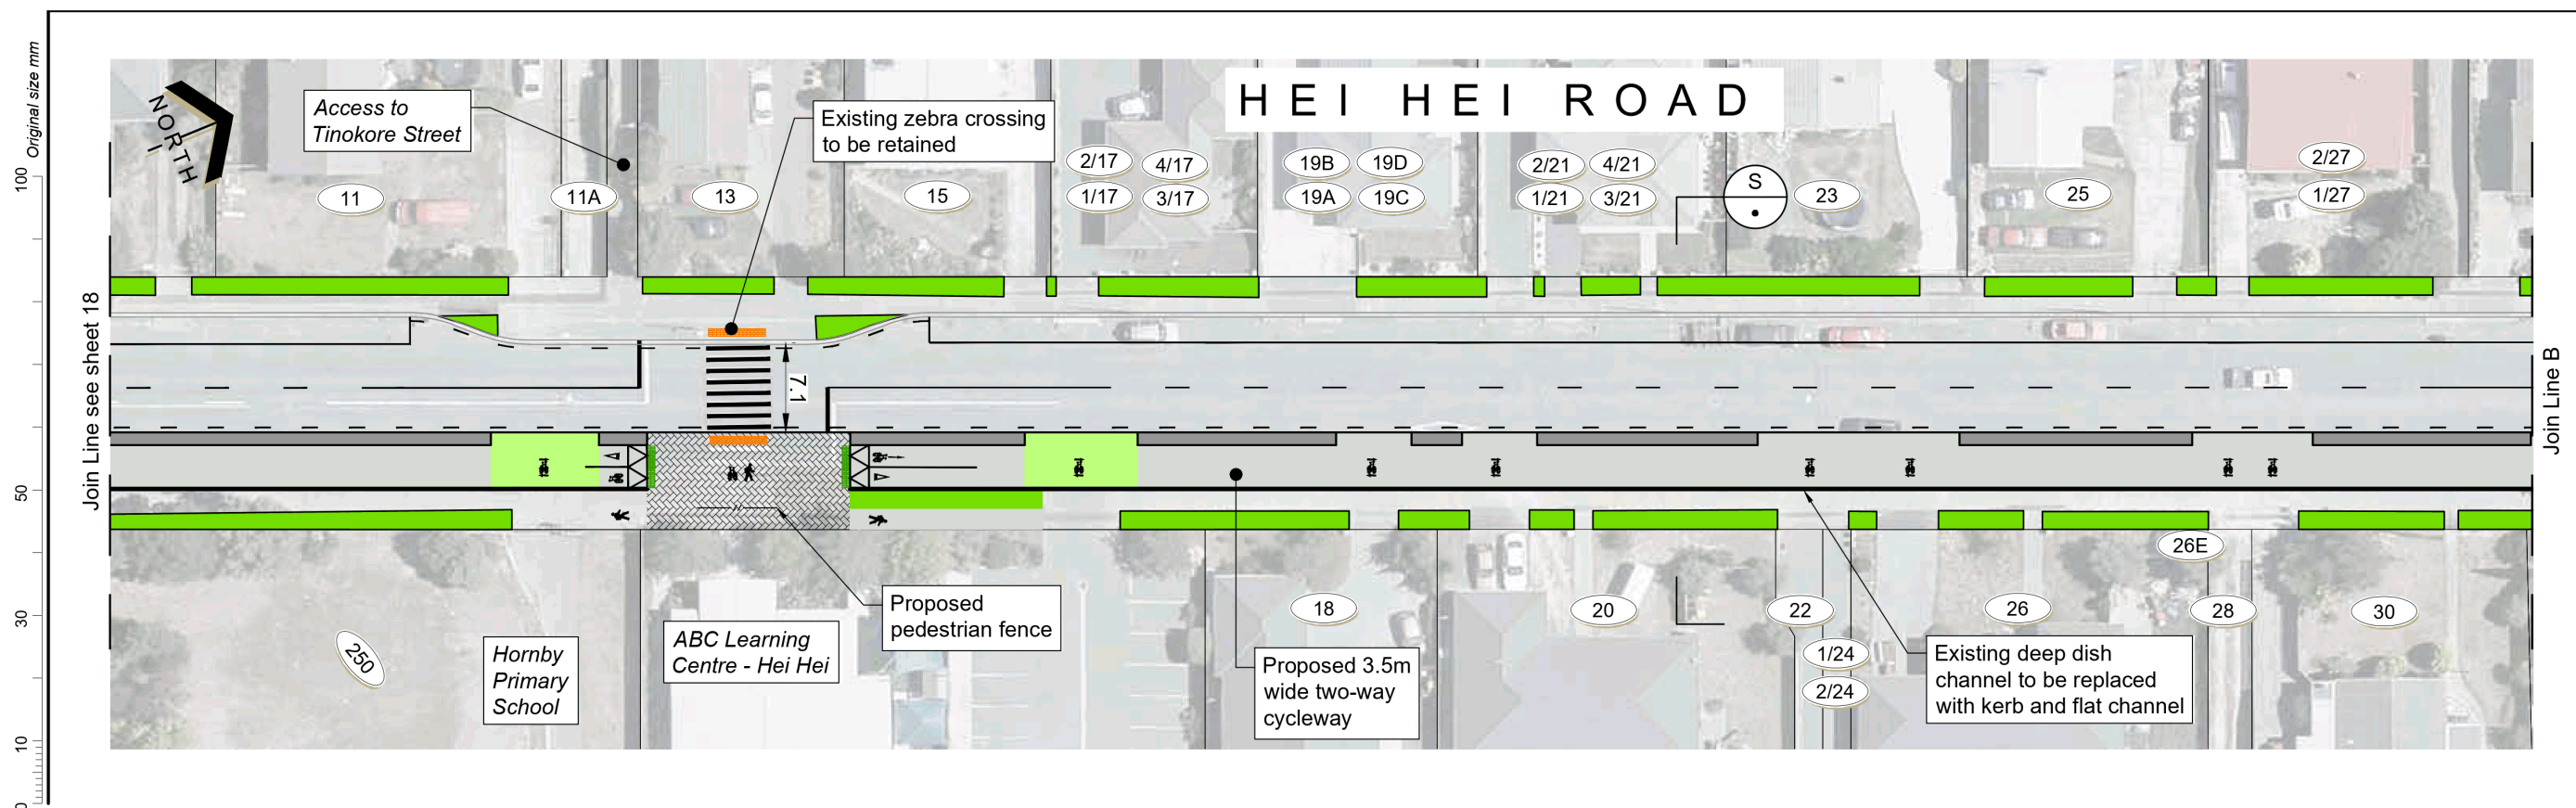 Original size mm
100
50
30
10
0
NORTH
HEI HEI ROAD
Access to
Tinokore Street
Existing zebra crossing
to be retained
11
11A
13
15
2/17
4/17
1/17
3/17
19B
19D
19A
19C
2/21
4/21
1/21
3/21
S
23
25
2/27
1/27
Join Line see sheet 18
7.1
Join Line B
250
Hornby
Primary
School
ABC Learning
Centre - Hei Hei
Proposed
pedestrian fence
18
Proposed 3.5m
wide two-way
cycleway
20
22
1/24
2/24
26
26E
28
30
Existing deep dish
channel to be replaced
with kerb and flat channel